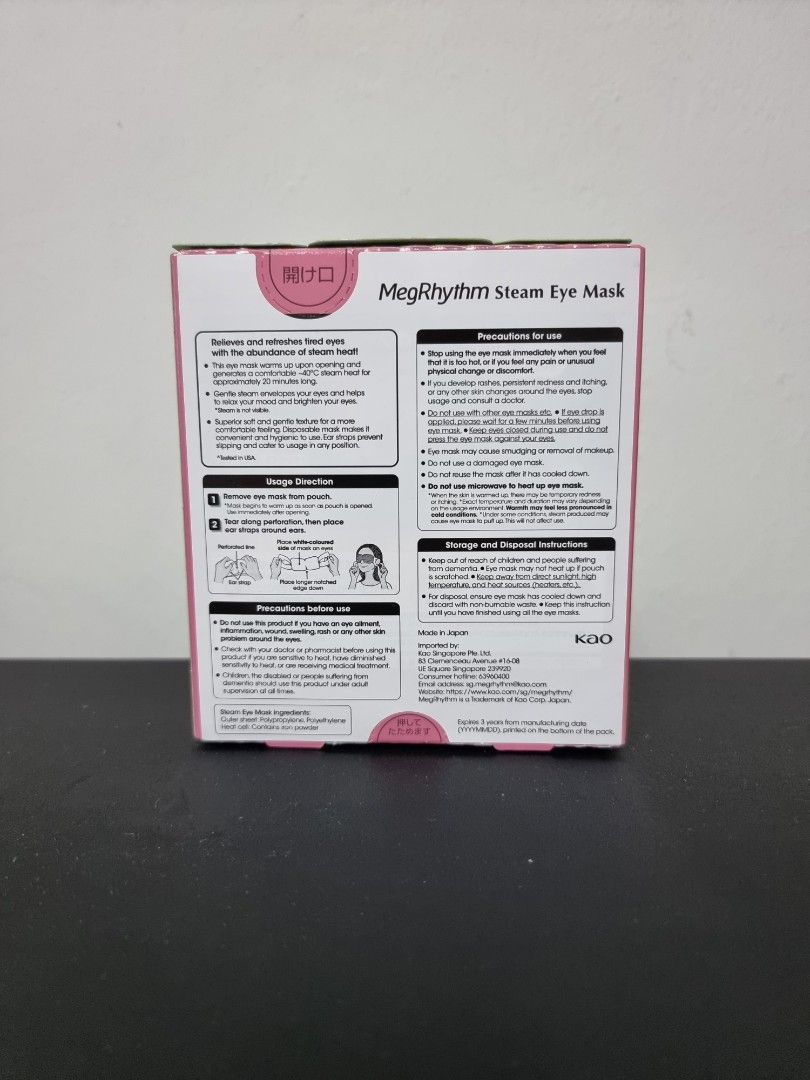 開け口
MegRhythm Steam Eye Mask
Relieves and refreshes tired eyes
with the abundance of steam heat!
• This eye mask warms up upon opening and
generates a comfortable ~40°C steam heat for
approximately 20 minutes long.
• Gentle steam envelopes your eyes and helps
to relax your mood and brighten your eyes.
*Steam is not visible.
• Superior soft and gentle texture for a more
comfortable feeling. Disposable mask makes it
convenient and hygienic to use. Ear straps prevent
slipping and cater to usage in any position.
^Tested in USA.
Usage Direction
1 Remove eye mask from pouch.
*Mask begins to warm up as soon as pouch is opened.
Use immediately after opening.
2 Tear along perforation, then place
ear straps around ears.
Perforated line
Ear strap
Place white-coloured
side of mask on eyes
Place longer notched
edge down
Precautions before use
• Do not use this product if you have an eye ailment,
inflammation, wound, swelling, rash or any other skin
problem around the eyes.
• Check with your doctor or pharmacist before using this
product if you are sensitive to heat, have diminished
sensitivity to heat, or are receiving medical treatment.
• Children, the disabled or people suffering from
dementia should use this product under adult
supervision at all times.
Steam Eye Mask Ingredients:
Outer sheet: Polypropylene, Polyethylene
Heat cell: Contains iron powder
Precautions for use
• Stop using the eye mask immediately when you feel
that it is too hot, or if you feel any pain or unusual
physical change or discomfort.
• If you develop rashes, persistent redness and itching,
or any other skin changes around the eyes, stop
usage and consult a doctor.
• Do not use with other eye masks etc. • If eye drop is
applied, please wait for a few minutes before using
eye mask. • Keep eyes closed during use and do not
press the eye mask against your eyes.
• Eye mask may cause smudging or removal of makeup.
• Do not use a damaged eye mask.
• Do not reuse the mask after it has cooled down.
• Do not use microwave to heat up eye mask.
*When the skin is warmed up, there may be temporary redness
or itching. *Exact temperature and duration may vary depending
on the usage environment. Warmth may feel less pronounced in
cold conditions. *Under some conditions, steam produced may
cause eye mask to puff up. This will not affect use.
Storage and Disposal Instructions
• Keep out of reach of children and people suffering
from dementia. • Eye mask may not heat up if pouch
is scratched. • Keep away from direct sunlight, high
temperature, and heat sources (heaters, etc.).
• For disposal, ensure eye mask has cooled down and
discard with non-burnable waste. • Keep this instruction
until you have finished using all the eye masks.
Made in Japan
Kao
Imported by:
Kao Singapore Pte. Ltd.
83 Clemenceau Avenue #16-08
UE Square Singapore 239920
Consumer hotline: 63960400
Email address: sg.megrhythm@kao.com
Website: https://www.kao.com/sg/megrhythm/
MegRhythm is a Trademark of Kao Corp. Japan.
押して
たためます
Expires 3 years from manufacturing date
(YYYYMMDD), printed on the bottom of the pack.